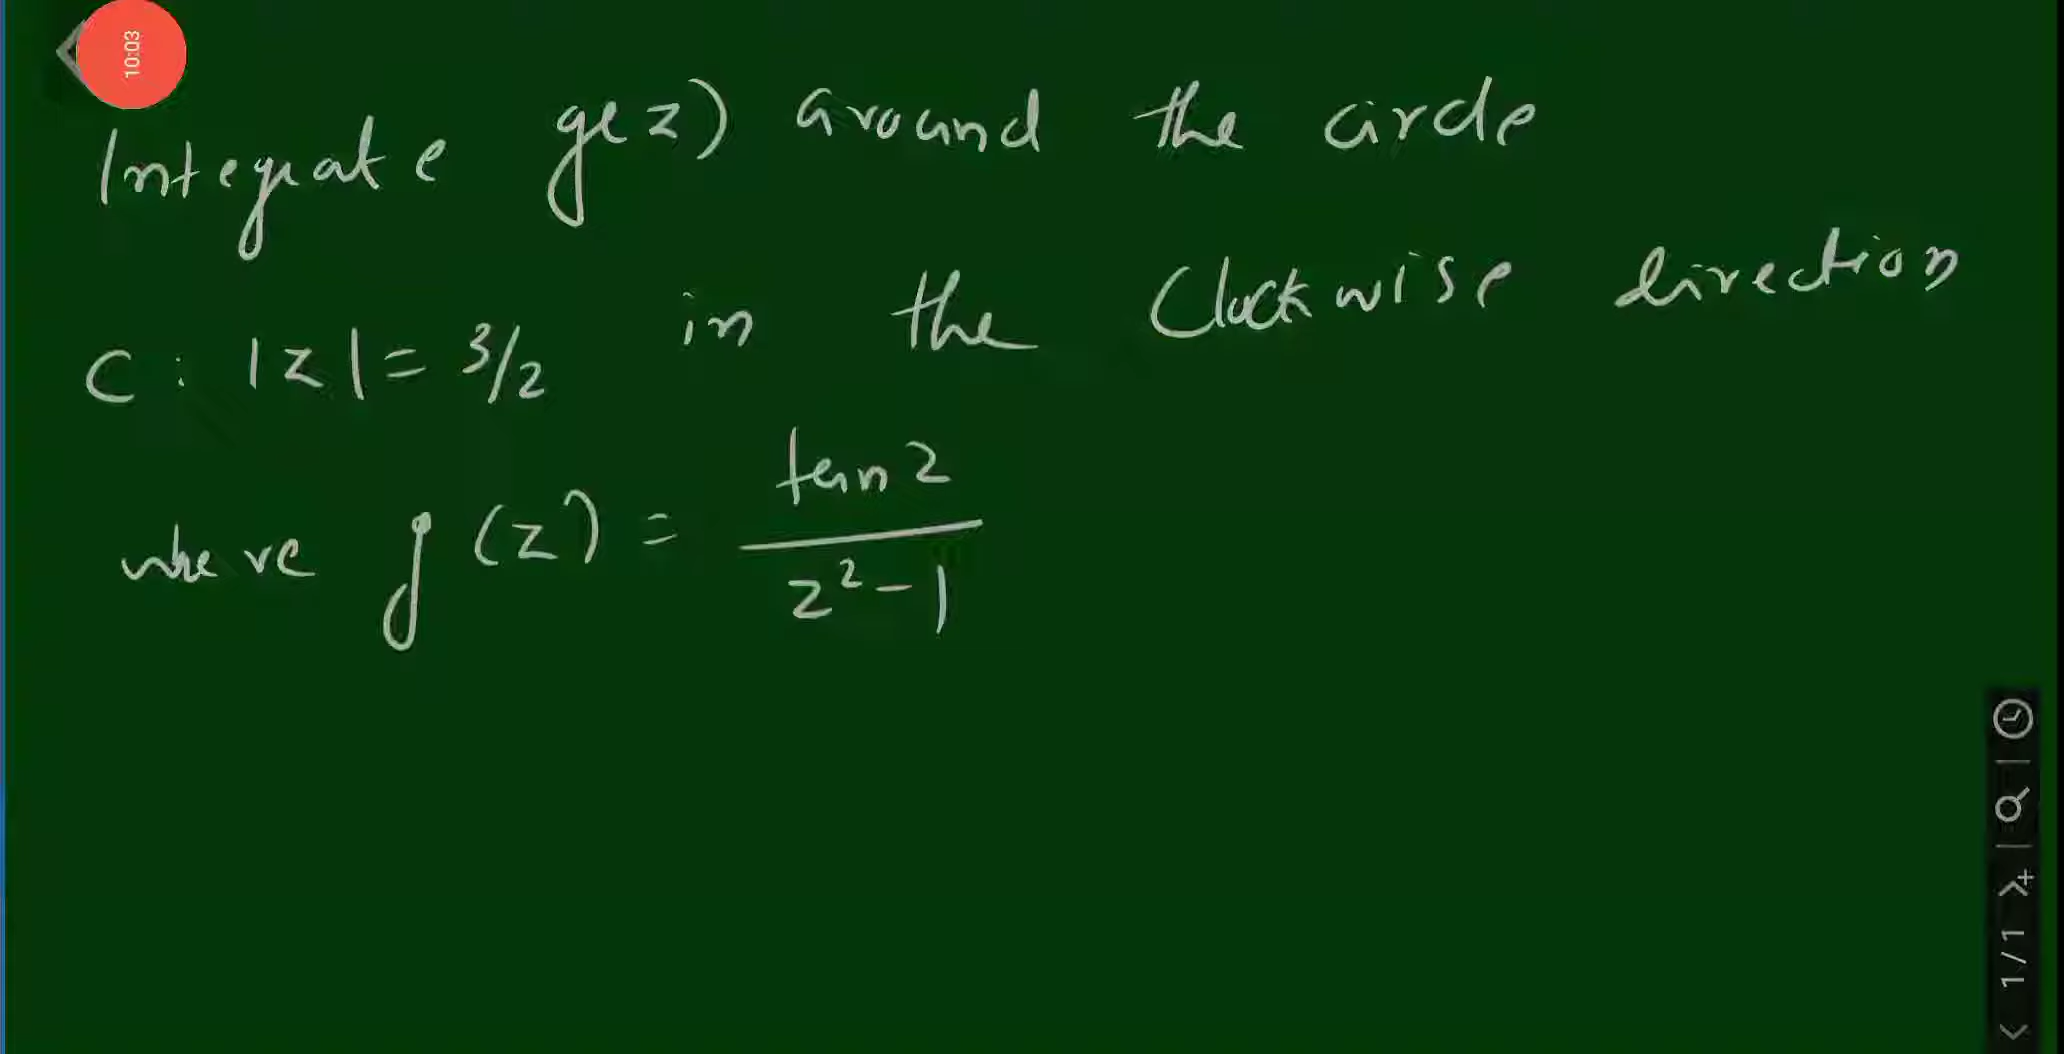 10:03
Integrate g(z) around the circle
C: |z| = 3/2 in the Clockwise direction
where g(z) = tan z / z² - 1
< 1/1 >+